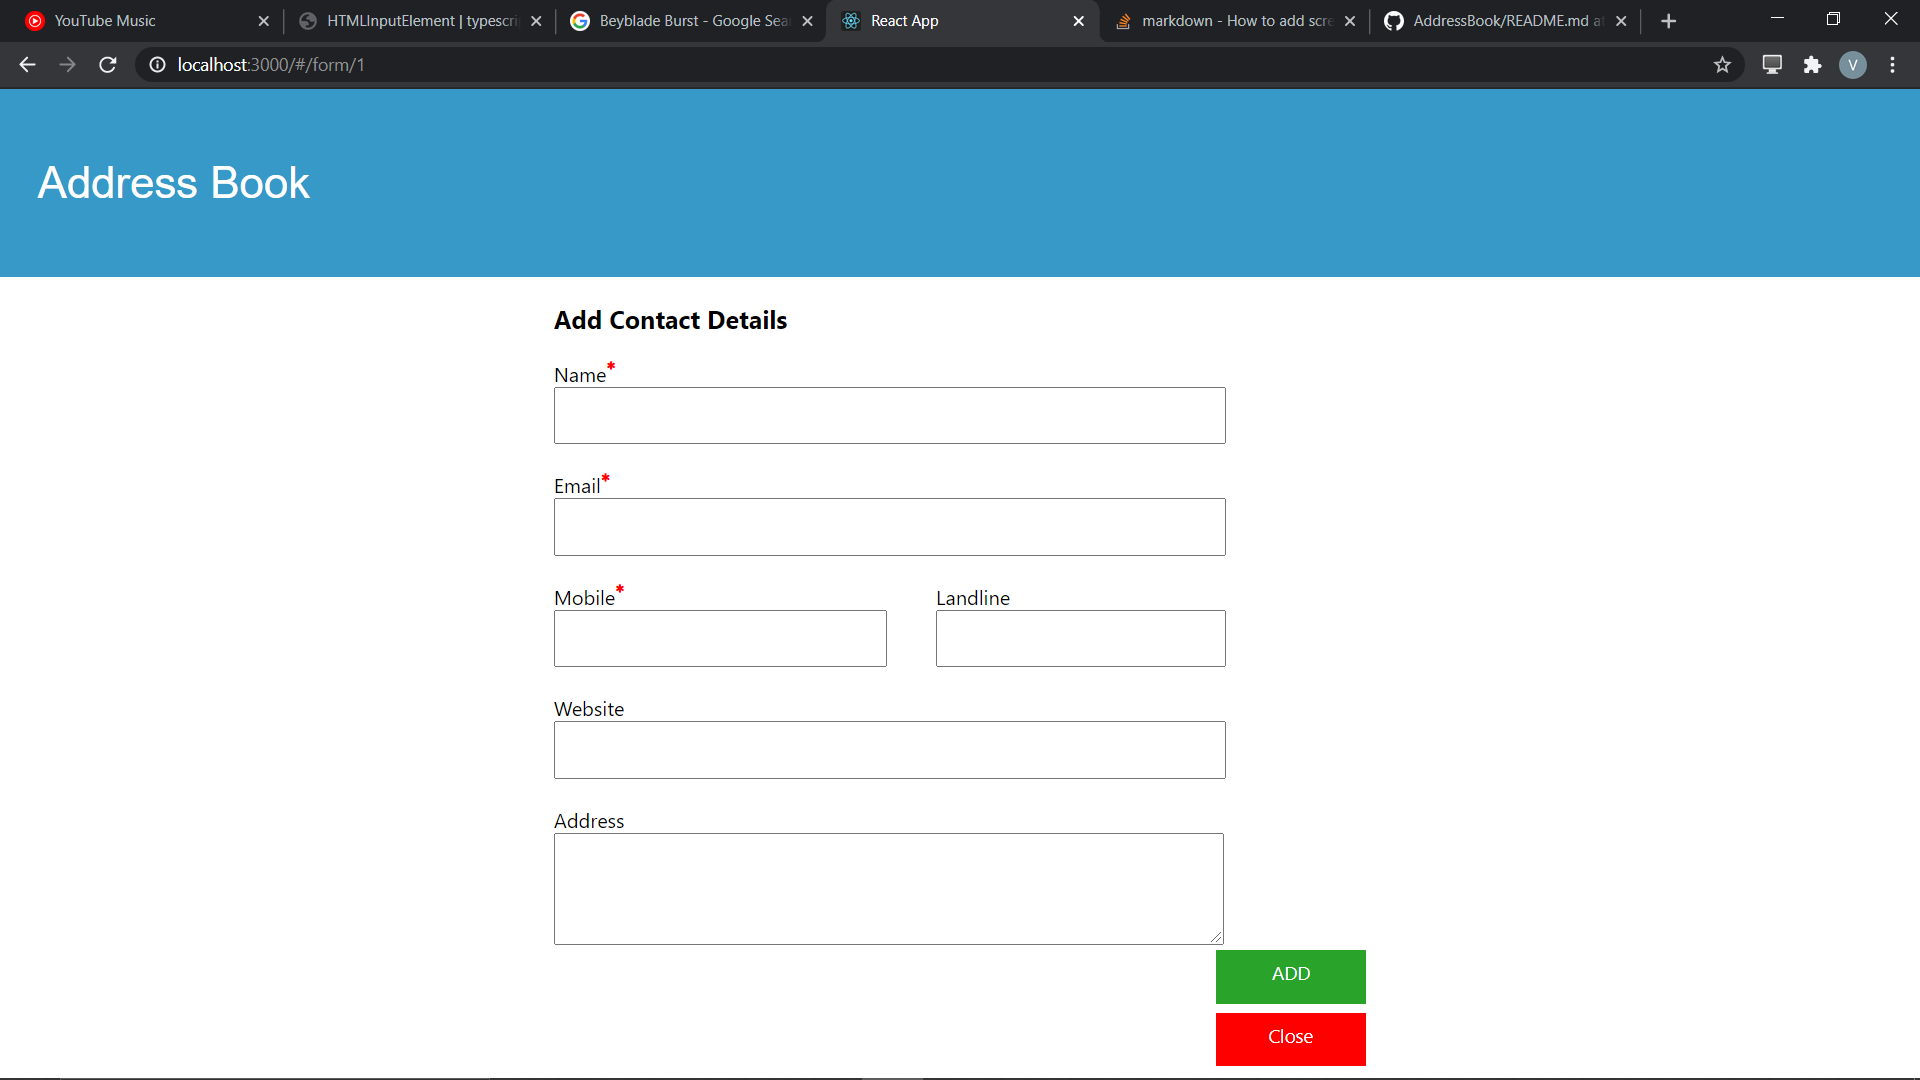 YouTube Music
HTMLInputElement | typescri
Beyblade Burst - Google Sea
React App
markdown - How to add scre
AddressBook/README.md at
localhost:3000/#/form/1
V
Address Book
Add Contact Details
Name*
Email*
Mobile* Landline
Website
Address
ADD
Close